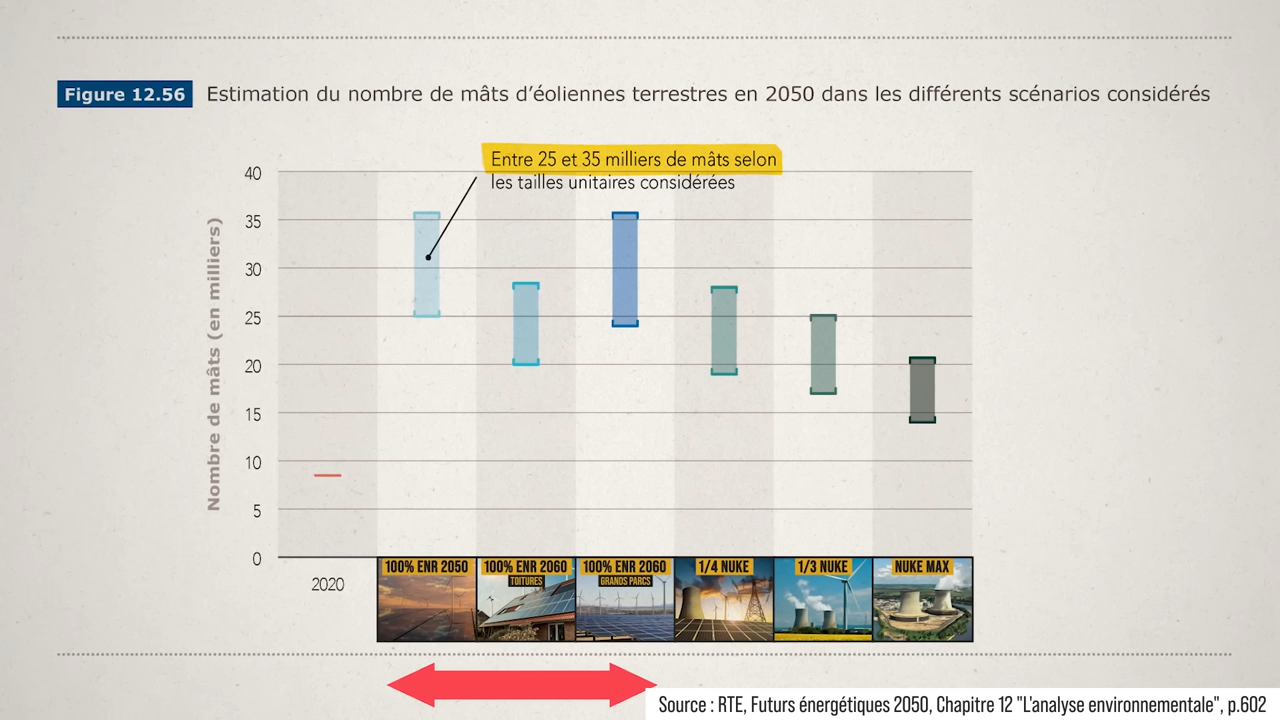 Figure 12.56 Estimation du nombre de mâts d’éoliennes terrestres en 2050 dans les différents scénarios considérés
Entre 25 et 35 milliers de mâts selon
les tailles unitaires considérées
Nombre de mâts (en milliers)
40
35
30
25
20
15
10
5
0
2020
100% ENR 2050
100% ENR 2060
TOITURES
100% ENR 2060
GRANDS PARCS
1/4 NUKE
1/3 NUKE
NUKE MAX
Source : RTE, Futurs énergétiques 2050, Chapitre 12 "L'analyse environnementale", p.602